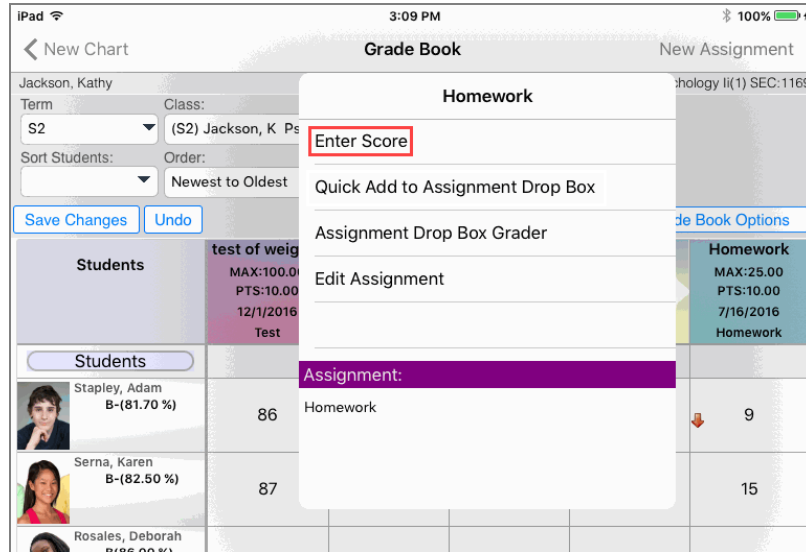 iPad 3:09 PM 100%
New Chart Grade Book New Assignment
Jackson, Kathy chology Ii(1) SEC:1169
Term Class:
S2 (S2) Jackson, K Ps
Sort Students: Order:
Newest to Oldest
Save Changes Undo de Book Options
Homework
Enter Score
Quick Add to Assignment Drop Box
Assignment Drop Box Grader
Edit Assignment
Assignment:
Homework
Students
test of weig
MAX:100.00
PTS:10.00
12/1/2016
Test
Homework
MAX:25.00
PTS:10.00
7/16/2016
Homework
Students
Stapley, Adam
B-(81.70 %) 86 9
Serna, Karen
B-(82.50 %) 87 15
Rosales, Deborah
B(86.00 %)